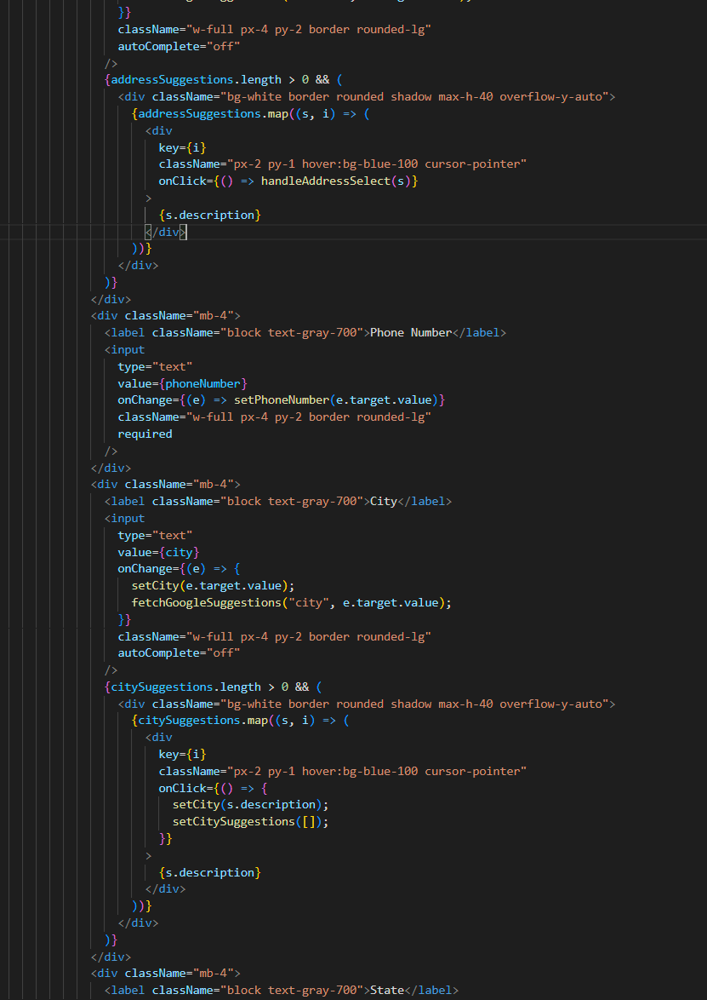 }}
className="w-full px-4 py-2 border rounded-lg"
autoComplete="off"
/>
{addressSuggestions.length > 0 && (
<div className="bg-white border rounded shadow max-h-40 overflow-y-auto">
{addressSuggestions.map((s, i) => (
<div
key={i}
className="px-2 py-1 hover:bg-blue-100 cursor-pointer"
onClick={() => handleAddressSelect(s)}
>
{s.description}
</div>
))}
</div>
)}
</div>
<div className="mb-4">
<label className="block text-gray-700">Phone Number</label>
<input
type="text"
value={phoneNumber}
onChange={(e) => setPhoneNumber(e.target.value)}
className="w-full px-4 py-2 border rounded-lg"
required
/>
</div>
<div className="mb-4">
<label className="block text-gray-700">City</label>
<input
type="text"
value={city}
onChange={(e) => {
setCity(e.target.value);
fetchGoogleSuggestions("city", e.target.value);
}}
className="w-full px-4 py-2 border rounded-lg"
autoComplete="off"
/>
{citySuggestions.length > 0 && (
<div className="bg-white border rounded shadow max-h-40 overflow-y-auto">
{citySuggestions.map((s, i) => (
<div
key={i}
className="px-2 py-1 hover:bg-blue-100 cursor-pointer"
onClick={() => {
setCity(s.description);
setCitySuggestions([]);
}}
>
{s.description}
</div>
))}
</div>
)}
</div>
<div className="mb-4">
<label className="block text-gray-700">State</label>